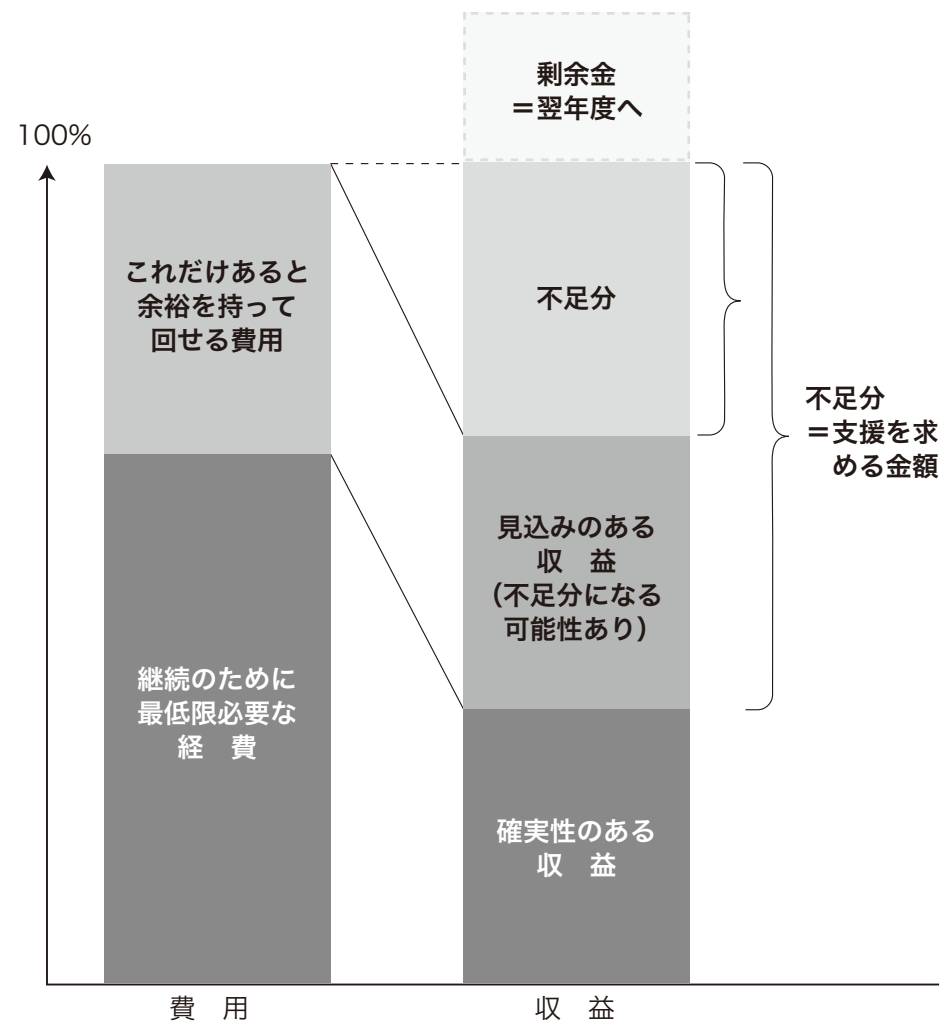 剰余金
＝翌年度へ
100%
これだけあると
余裕を持って
回せる費用
不足分
不足分
＝支援を求
める金額
見込みのある
収　益
（不足分になる
可能性あり）
継続のために
最低限必要な
経　費
確実性のある
収　益
費　用
収　益